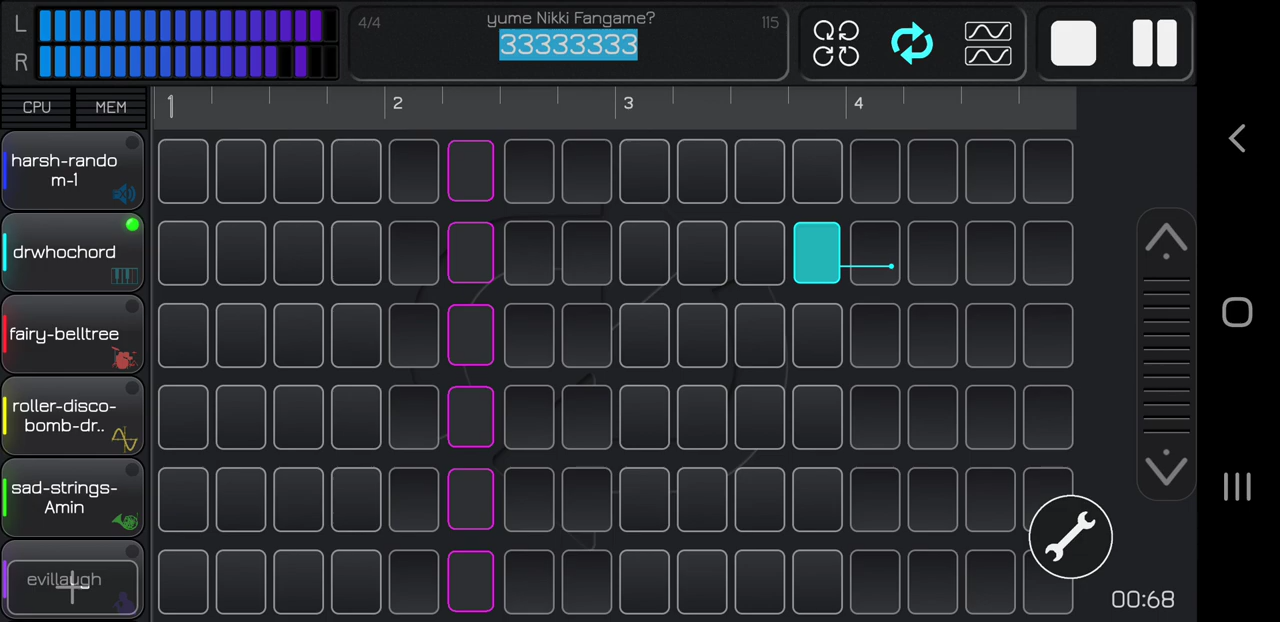 L
R
4/4
yume Nikki Fangame?
115
33333333
CPU
MEM
1
2
3
4
harsh-rando
m-1
drwhochord
fairy-belltree
roller-disco-
bomb-dr..
sad-strings-
Amin
evillaugh
00:68